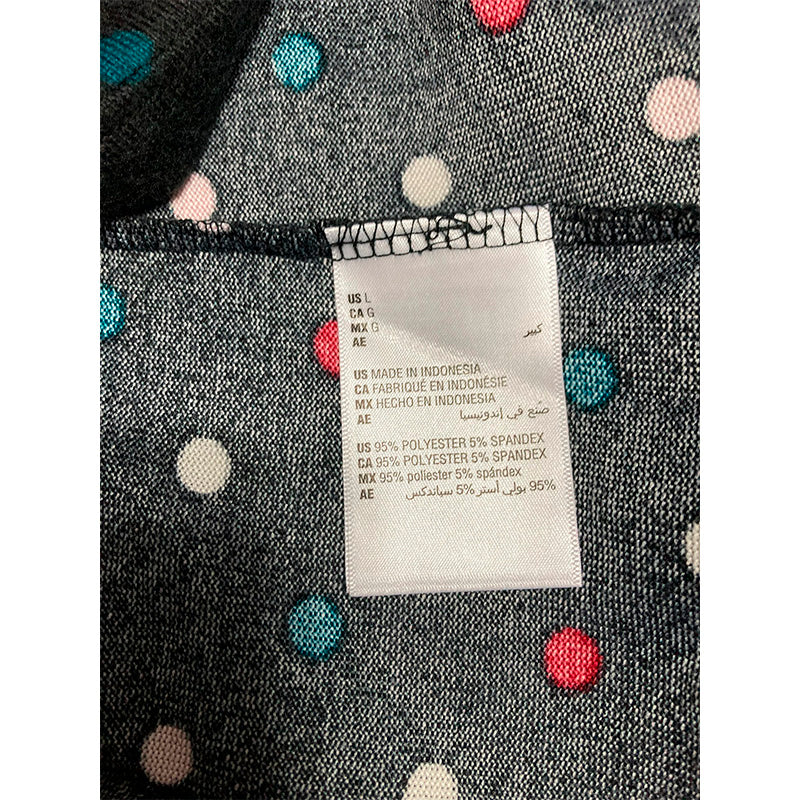 US L
CA G
MX G
AE كبير
US MADE IN INDONESIA
CA FABRIQUÉ EN INDONÉSIE
MX HECHO EN INDONESIA
AE صنع في إندونيسيا
US 95% POLYESTER 5% SPANDEX
CA 95% POLYESTER 5% SPANDEX
MX 95% poliester 5% spándex
AE 95% بولي أستر 5% سباندكس